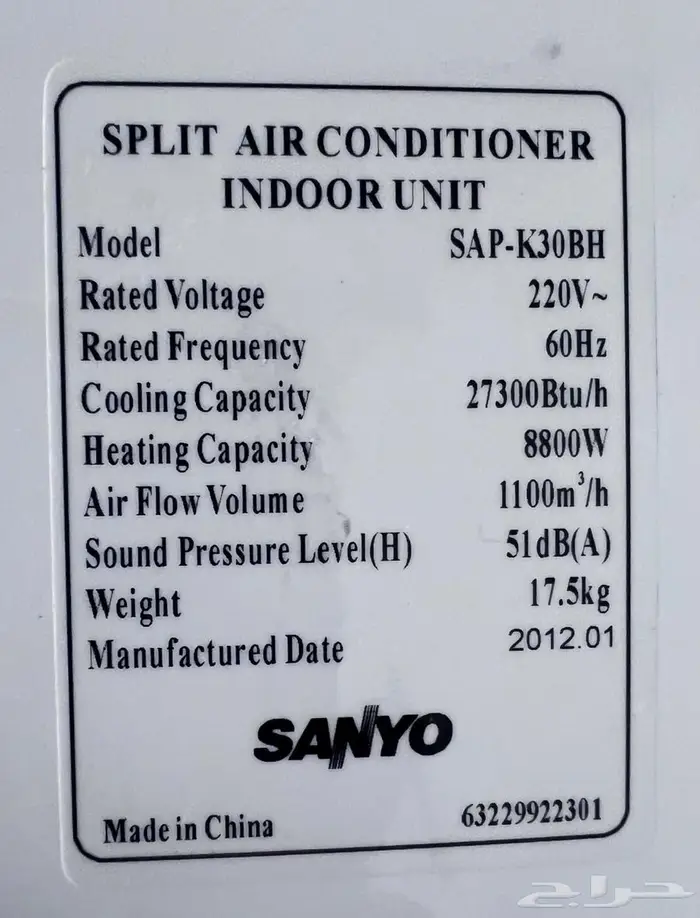 SPLIT AIR CONDITIONER
INDOOR UNIT
Model SAP-K30BH
Rated Voltage 220V~
Rated Frequency 60Hz
Cooling Capacity 27300Btu/h
Heating Capacity 8800W
Air Flow Volume 1100m³/h
Sound Pressure Level(H) 51dB(A)
Weight 17.5kg
Manufactured Date 2012.01
SANYO
Made in China 63229922301
حراج